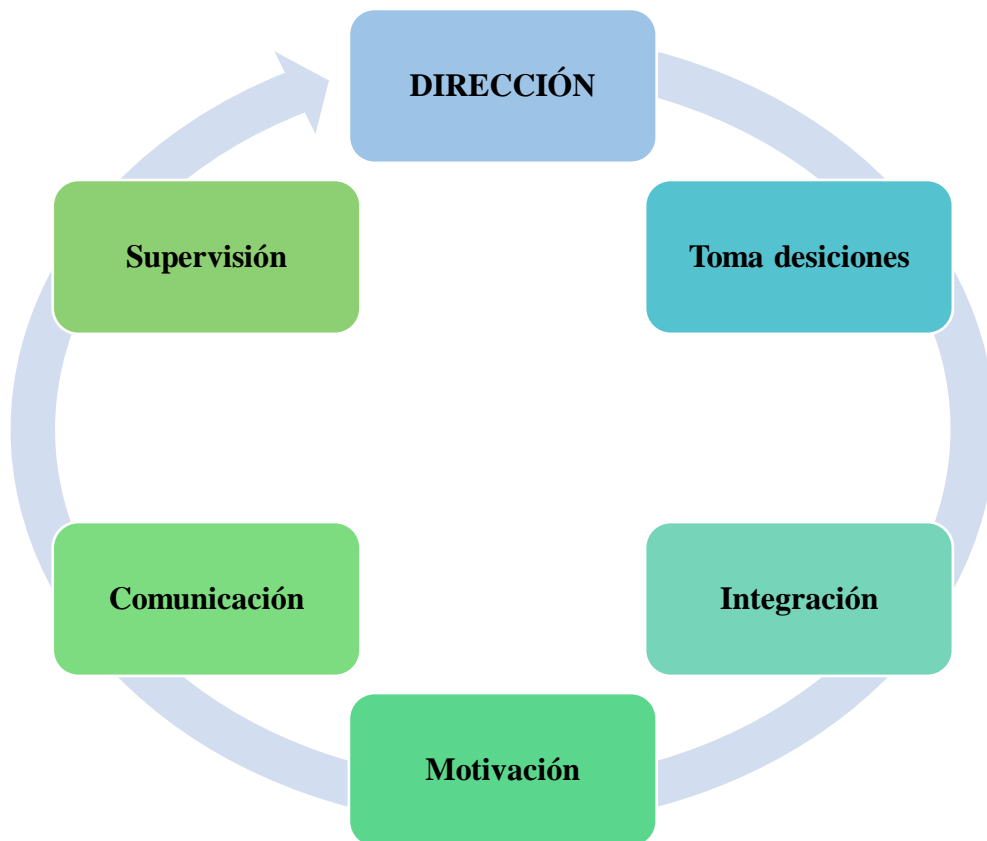 DIRECCIÓN
Toma desiciones
Integración
Motivación
Comunicación
Supervisión